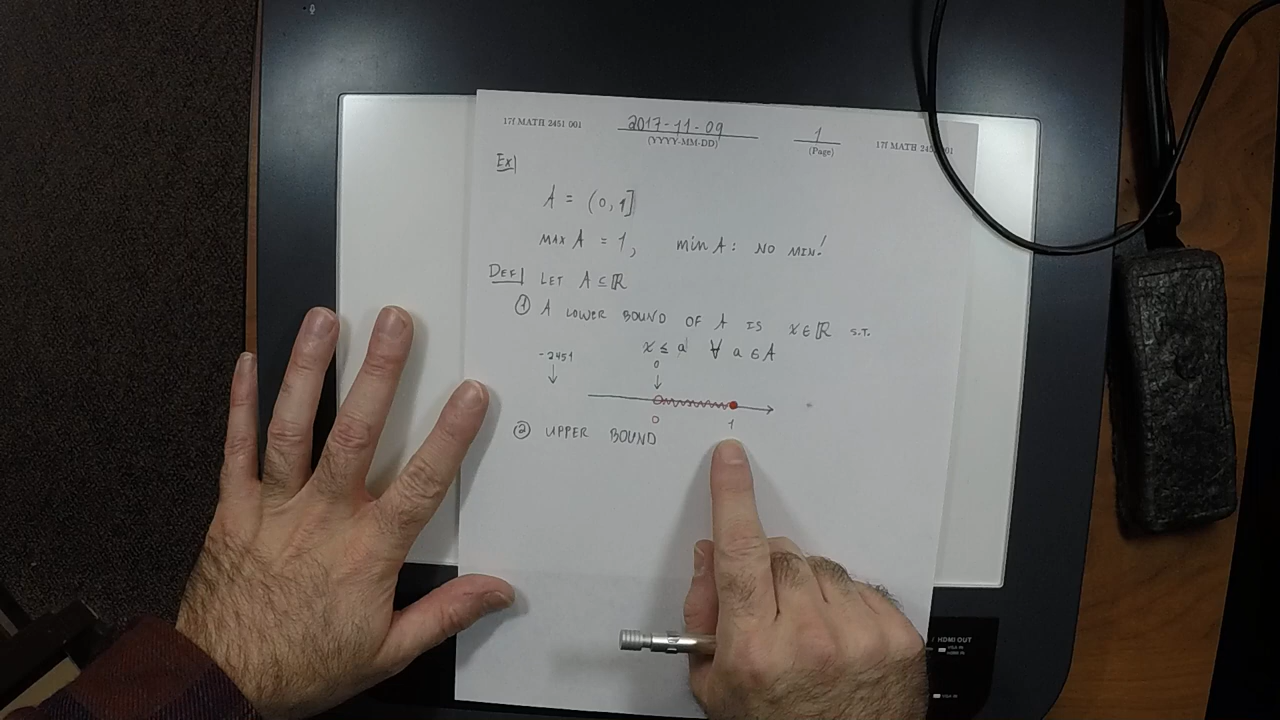 17f MATH 2451 001 2017-11-09 1 17f MATH 2451 001
(YYYY-MM-DD) (Page)
Ex
A = (0, 1]
MAX A = 1, min A: NO MIN!
DEF LET A ⊆ ℝ
① A LOWER BOUND OF A IS x ∈ ℝ s.t.
x ≤ a ∀ a ∈ A
-2451 ↓ 0 ↓
0 1
② UPPER BOUND
/ HDMI OUT